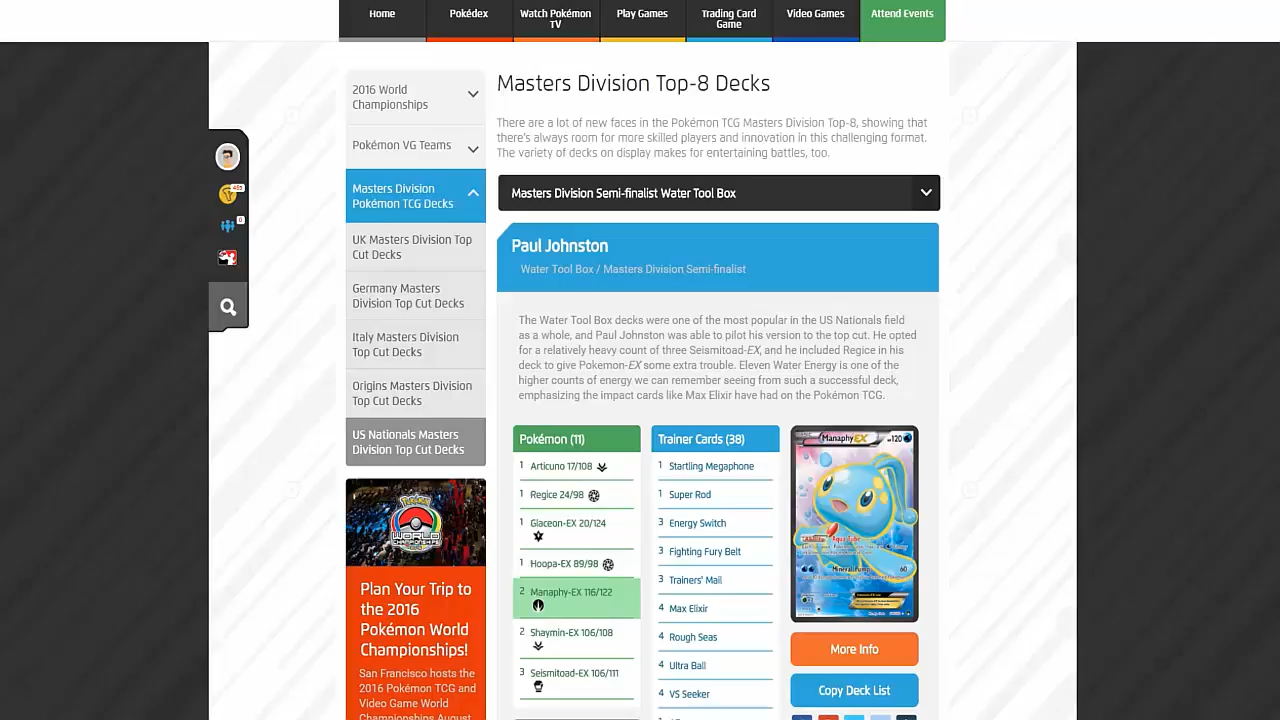 Home
Pokédex
Watch Pokémon
TV
Play Games
Trading Card
Game
Video Games
Attend Events
2016 World
Championships
Pokémon VG Teams
Masters Division
Pokémon TCG Decks
UK Masters Division Top
Cut Decks
Germany Masters
Division Top Cut Decks
Italy Masters Division
Top Cut Decks
Origins Masters Division
Top Cut Decks
US Nationals Masters
Division Top Cut Decks
Pokémon
WORLD
CHAMPIONSHIPS
Plan Your Trip to
the 2016
Pokémon World
Championships!
San Francisco hosts the
2016 Pokémon TCG and
Video Game World
Championships August
Masters Division Top-8 Decks
There are a lot of new faces in the Pokémon TCG Masters Division Top-8, showing that
there's always room for more skilled players and innovation in this challenging format.
The variety of decks on display makes for entertaining battles, too.
Masters Division Semi-finalist Water Tool Box
Paul Johnston
Water Tool Box / Masters Division Semi-finalist
The Water Tool Box decks were one of the most popular in the US Nationals field
as a whole, and Paul Johnston was able to pilot his version to the top cut. He opted
for a relatively heavy count of three Seismitoad-EX, and he included Regice in his
deck to give Pokemon-EX some extra trouble. Eleven Water Energy is one of the
higher counts of energy we can remember seeing from such a successful deck,
emphasizing the impact cards like Max Elixir have had on the Pokémon TCG.
Pokémon (11)
1 Articuno 17/108
1 Regice 24/98
1 Glaceon-EX 20/124
1 Hoopa-EX 89/98
2 Manaphy-EX 116/122
2 Shaymin-EX 106/108
3 Seismitoad-EX 106/111
Trainer Cards (38)
1 Startling Megaphone
1 Super Rod
3 Energy Switch
3 Fighting Fury Belt
3 Trainers' Mail
4 Max Elixir
4 Rough Seas
4 Ultra Ball
4 VS Seeker
Manaphy EX 120
Aqua Tube
Mineral Pump 60
More Info
Copy Deck List